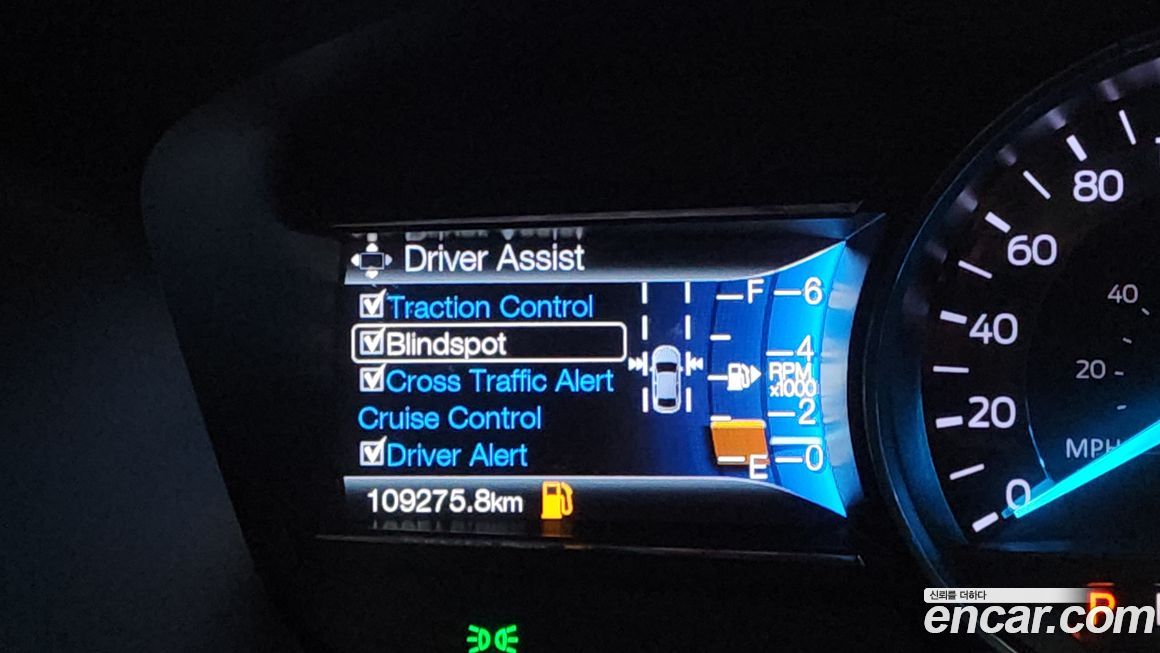 Driver Assist
Traction Control
Blindspot
Cross Traffic Alert
Cruise Control
Driver Alert
109275.8km
F
E
6
4
RPM
x1000
2
0
80
60
40
20
0
40
20
MPH
P
신뢰를 더하다
encar.com